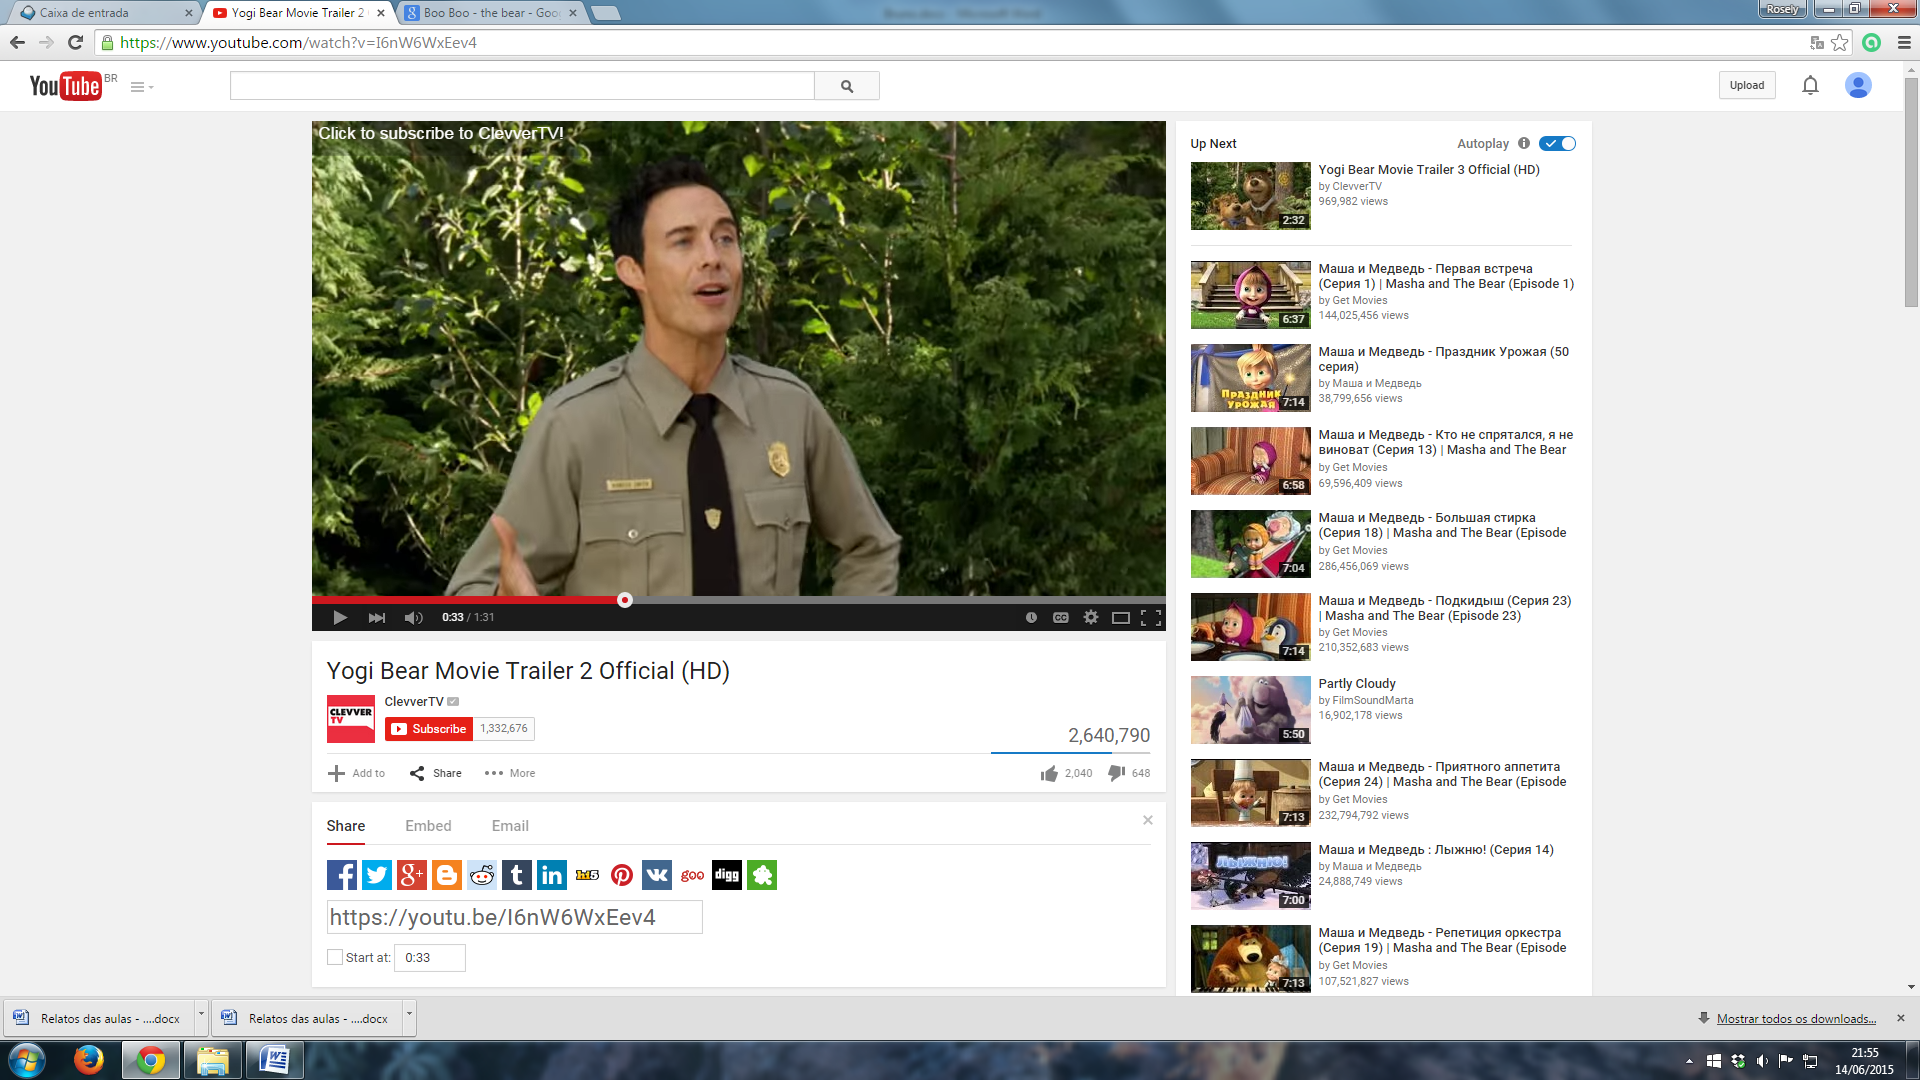 Caixa de entrada
Yogi Bear Movie Trailer 2
Boo Boo - the bear - Goo
Rosely
https://www.youtube.com/watch?v=I6nW6WxEev4
YouTube BR
Upload
Click to subscribe to ClevverTV!
0:33 / 1:31
CC
Yogi Bear Movie Trailer 2 Official (HD)
CLEVVER TV
ClevverTV
Subscribe 1,332,676
2,640,790
Add to Share More
2,040 648
Share Embed Email
goo digg
https://youtu.be/I6nW6WxEev4
Start at: 0:33
Up Next Autoplay
Yogi Bear Movie Trailer 3 Official (HD)
by ClevverTV
969,982 views
2:32
Маша и Медведь - Первая встреча
(Серия 1) | Masha and The Bear (Episode 1)
by Get Movies
144,025,456 views
6:37
Маша и Медведь - Праздник Урожая (50
серия)
by Маша и Медведь
38,799,656 views
Праздник
урожая
7:14
Маша и Медведь - Кто не спрятался, я не
виноват (Серия 13) | Masha and The Bear
by Get Movies
69,596,409 views
6:58
Маша и Медведь - Большая стирка
(Серия 18) | Masha and The Bear (Episode
by Get Movies
286,456,069 views
7:04
Маша и Медведь - Подкидыш (Серия 23)
| Masha and The Bear (Episode 23)
by Get Movies
210,352,683 views
7:14
Partly Cloudy
by FilmSoundMarta
16,902,178 views
5:50
Маша и Медведь - Приятного аппетита
(Серия 24) | Masha and The Bear (Episode
by Get Movies
232,794,792 views
7:13
Маша и Медведь : Лыжню! (Серия 14)
by Маша и Медведь
24,888,749 views
Лыжню!
7:00
Маша и Медведь - Репетиция оркестра
(Серия 19) | Masha and The Bear (Episode
by Get Movies
107,521,827 views
7:13
Relatos das aulas - ....docx
Relatos das aulas - ....docx
Mostrar todos os downloads...
21:55
14/06/2015